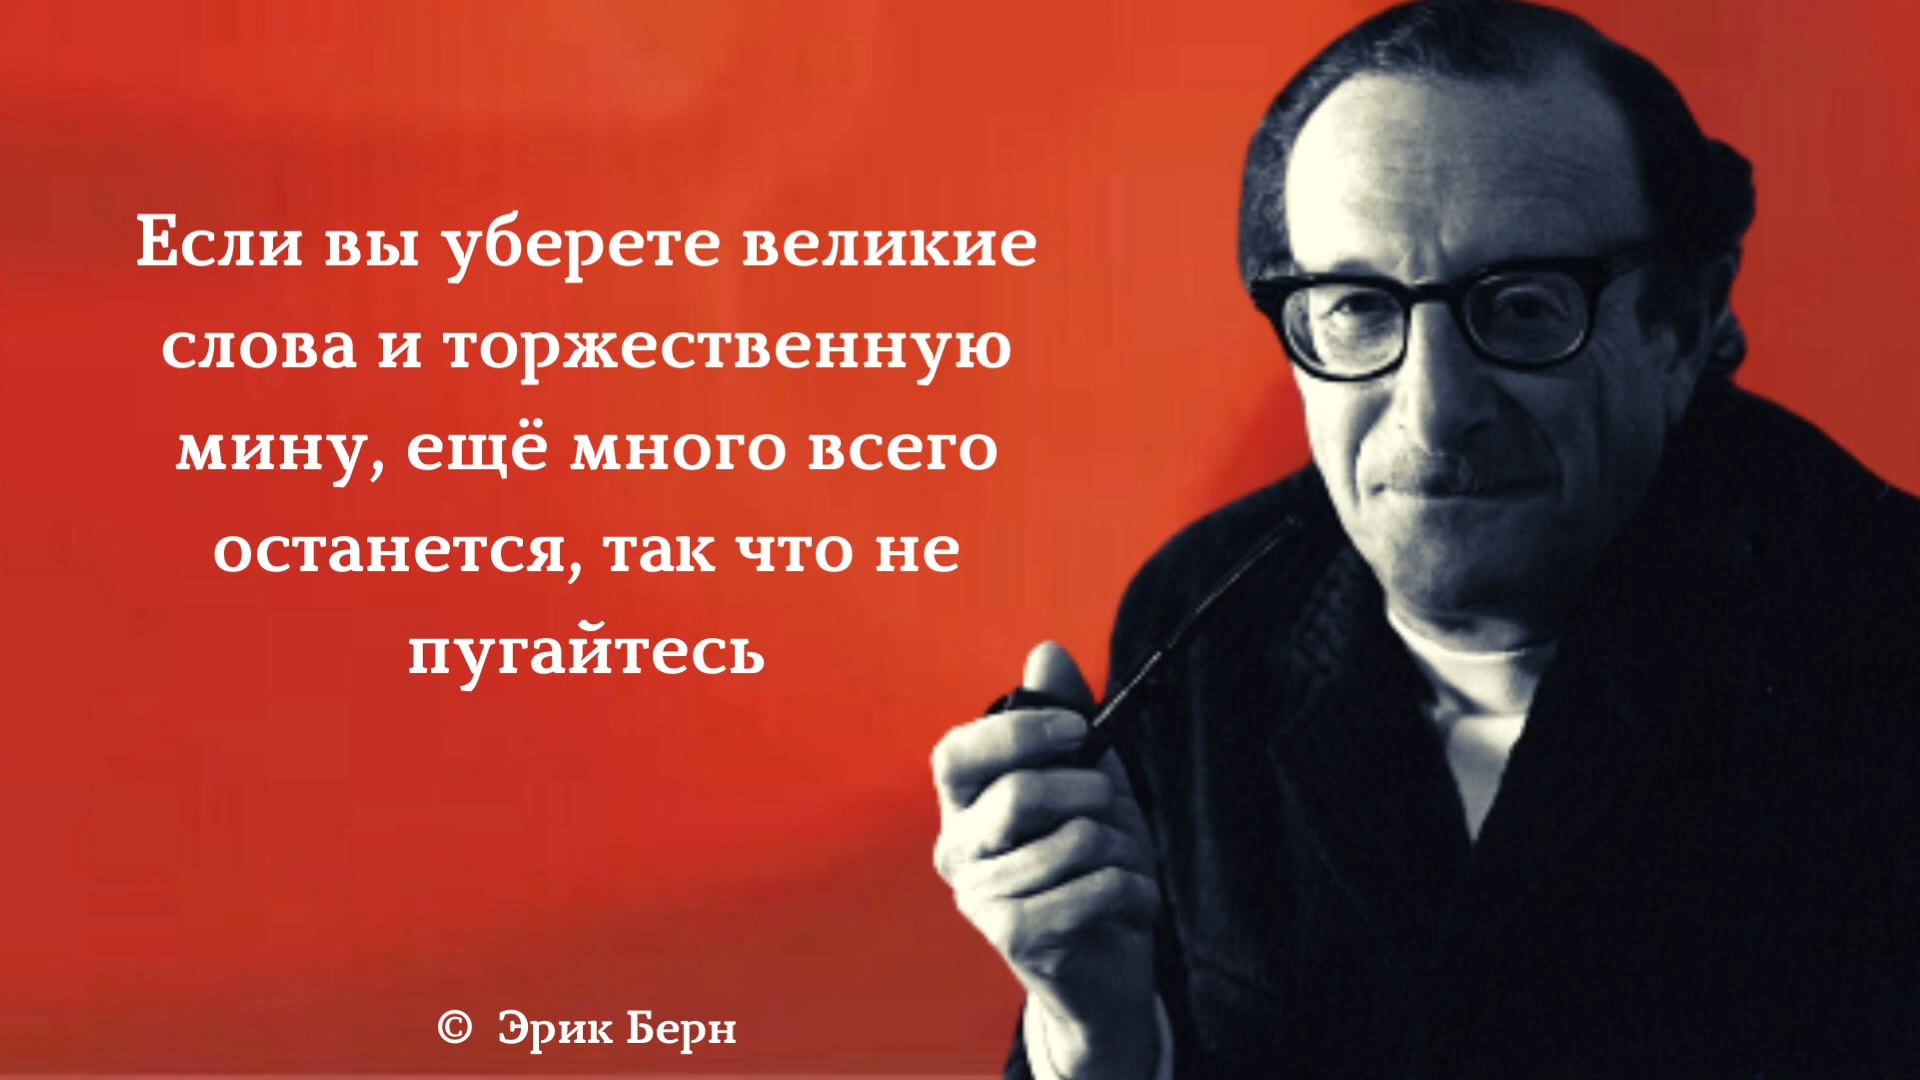 Если вы уберете великие
слова и торжественную
мину, ещё много всего
останется, так что не
пугайтесь
© Эрик Берн